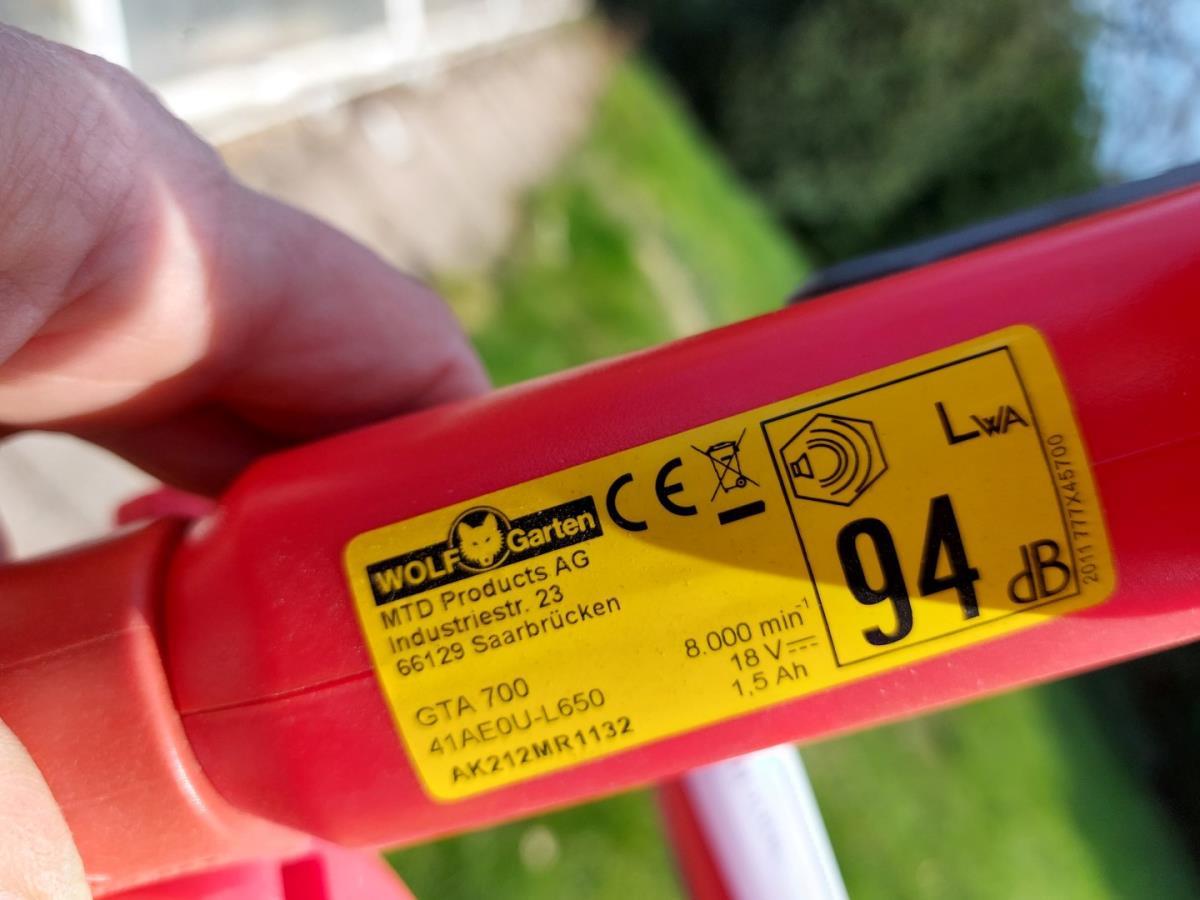 WOLF Garten
MTD Products AG
Industriestr. 23
66129 Saarbrücken
GTA 700
41AE0U-L650
AK212MR1132
CE
8.000 min⁻¹
18 V⎓
1,5 Ah
LWA
94
dB
2011 777X45700